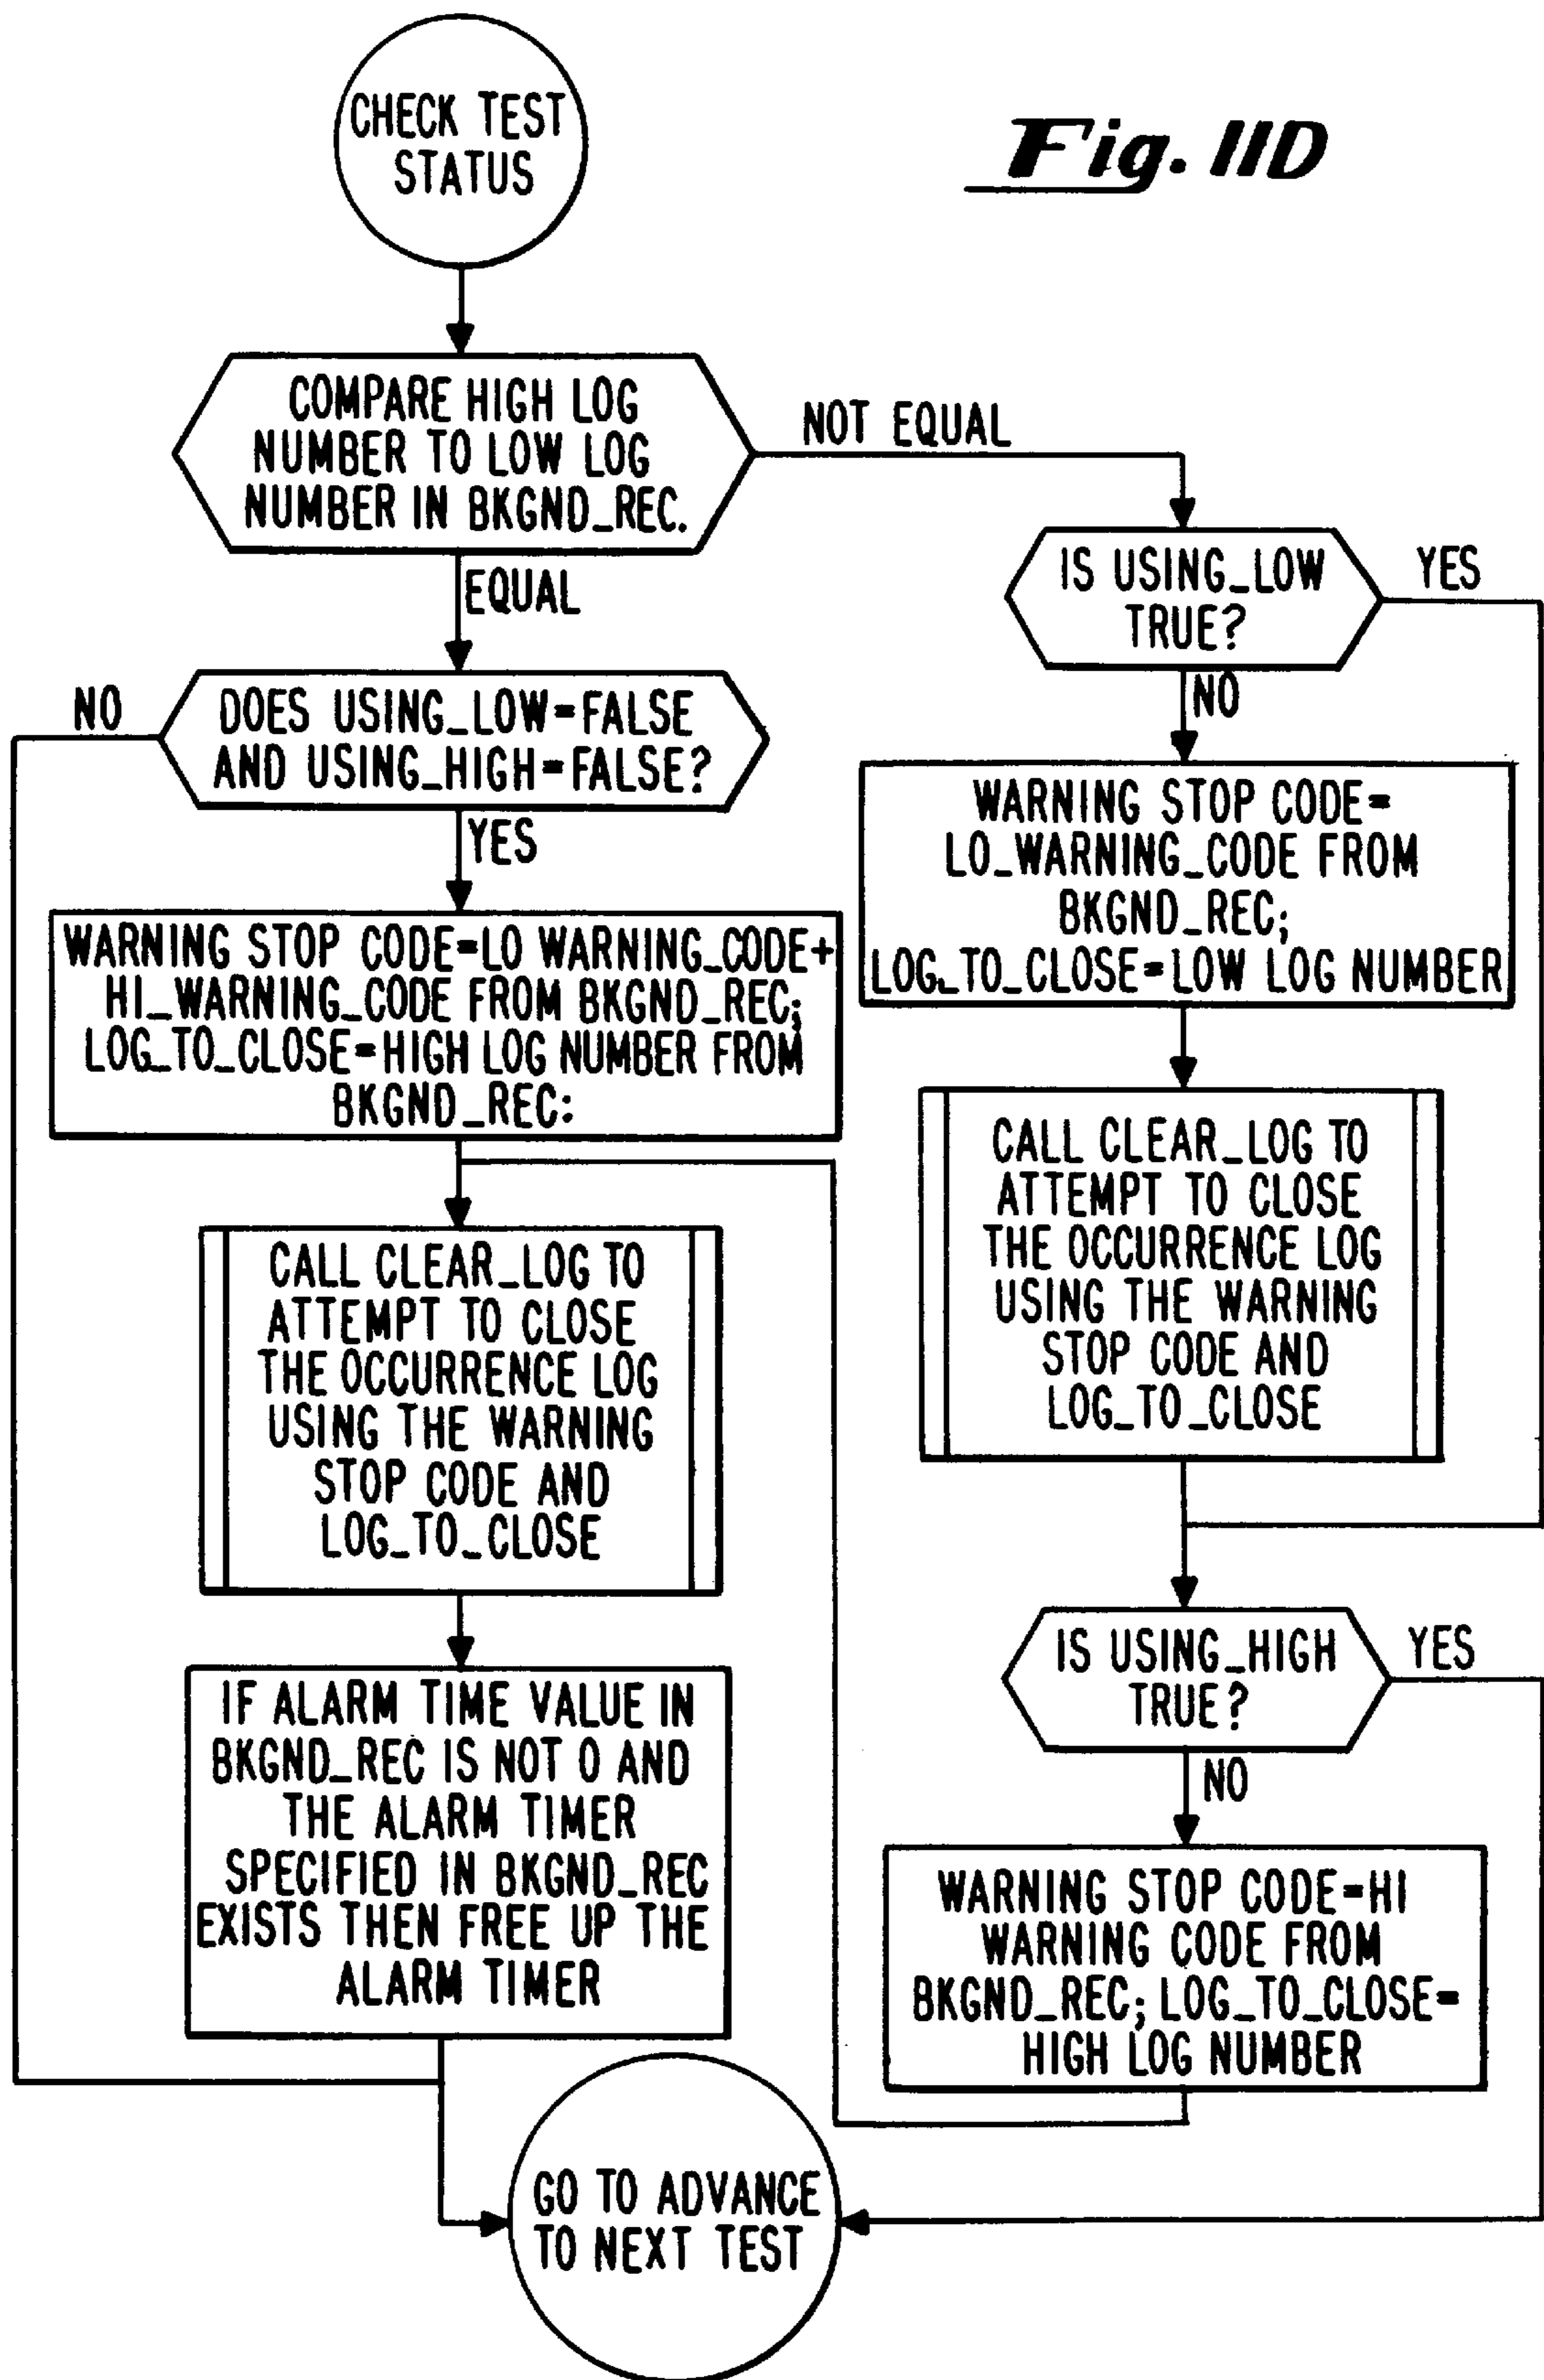 CHECK TEST
STATUS
Fig. 11D
COMPARE HIGH LOG
NUMBER TO LOW LOG
NUMBER IN BKGND_REC.
NOT EQUAL
EQUAL
IS USING_LOW
TRUE?
YES
NO
DOES USING_LOW=FALSE
AND USING_HIGH=FALSE?
NO
YES
WARNING STOP CODE=
LO_WARNING_CODE FROM
BKGND_REC;
LOG_TO_CLOSE=LOW LOG NUMBER
WARNING STOP CODE=LO WARNING_CODE+
HI_WARNING_CODE FROM BKGND_REC;
LOG_TO_CLOSE=HIGH LOG NUMBER FROM
BKGND_REC:
CALL CLEAR_LOG TO
ATTEMPT TO CLOSE
THE OCCURRENCE LOG
USING THE WARNING
STOP CODE AND
LOG_TO_CLOSE
CALL CLEAR_LOG TO
ATTEMPT TO CLOSE
THE OCCURRENCE LOG
USING THE WARNING
STOP CODE AND
LOG_TO_CLOSE
IS USING_HIGH
TRUE?
YES
NO
IF ALARM TIME VALUE IN
BKGND_REC IS NOT 0 AND
THE ALARM TIMER
SPECIFIED IN BKGND_REC
EXISTS THEN FREE UP THE
ALARM TIMER
WARNING STOP CODE=HI
WARNING CODE FROM
BKGND_REC; LOG_TO_CLOSE=
HIGH LOG NUMBER
GO TO ADVANCE
TO NEXT TEST